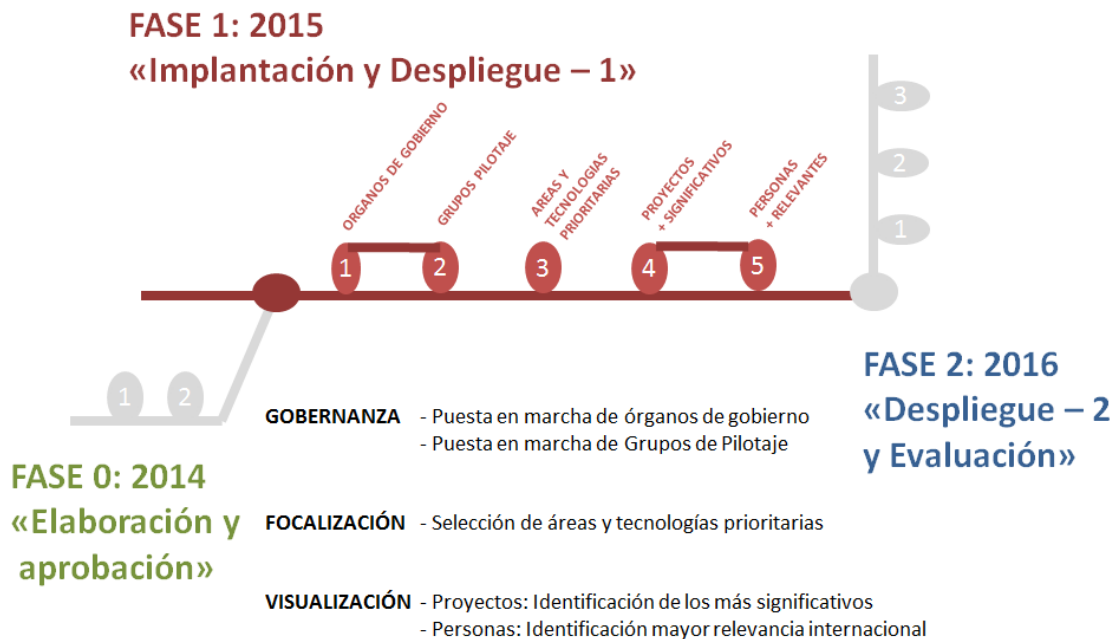 FASE 1: 2015
«Implantación y Despliegue – 1»
ORGANOS DE GOBIERNO
GRUPOS PILOTAJE
AREAS Y
TECNOLOGIAS
PRIORITARIAS
PROYECTOS
+ SIGNIFICATIVOS
PERSONAS
+ RELEVANTES
1
2
3
4
5
3
2
1
1
2
FASE 2: 2016
«Despliegue – 2
y Evaluación»
FASE 0: 2014
«Elaboración y
aprobación»
GOBERNANZA - Puesta en marcha de órganos de gobierno
- Puesta en marcha de Grupos de Pilotaje
FOCALIZACIÓN - Selección de áreas y tecnologías prioritarias
VISUALIZACIÓN - Proyectos: Identificación de los más significativos
- Personas: Identificación mayor relevancia internacional